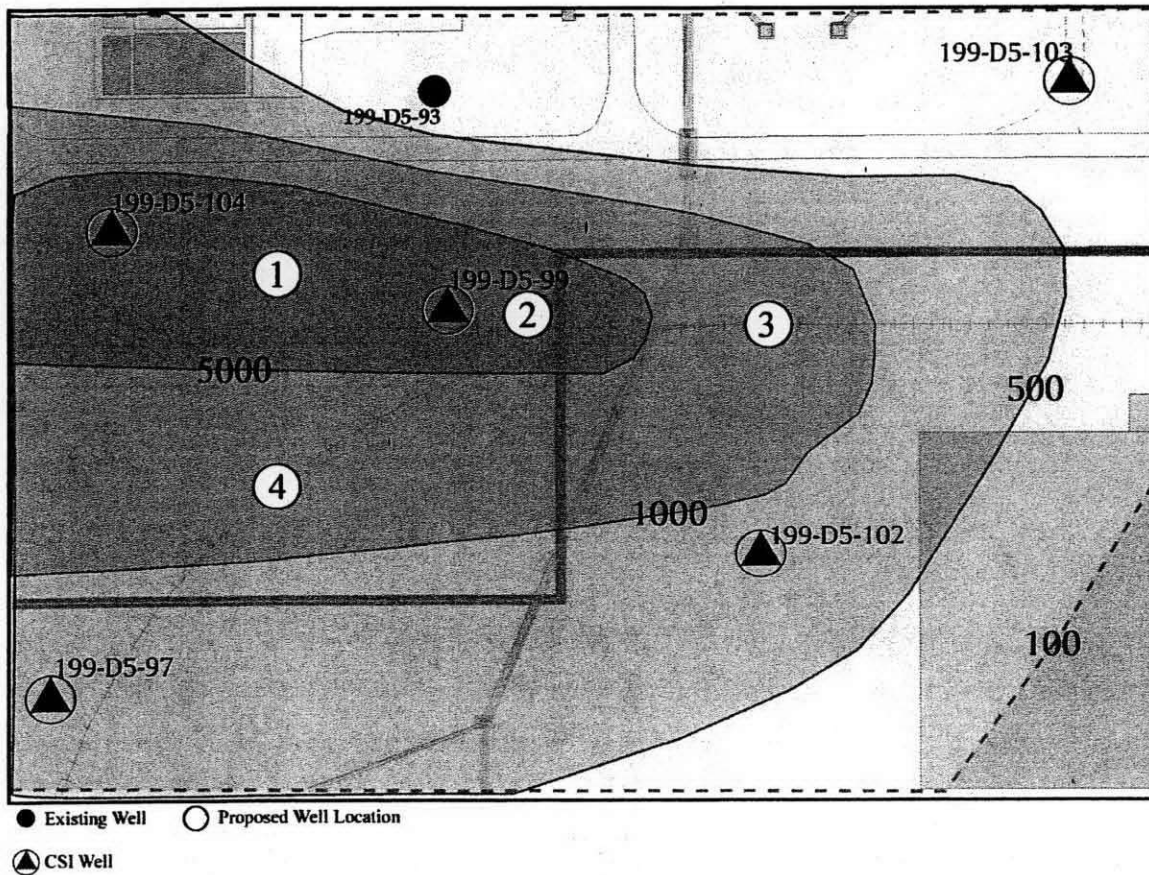 199-D5-103
199-D5-93
199-D5-104
1
199-D5-99
2
3
5000
500
4
1000
199-D5-102
100
199-D5-97
Existing Well
Proposed Well Location
CSI Well